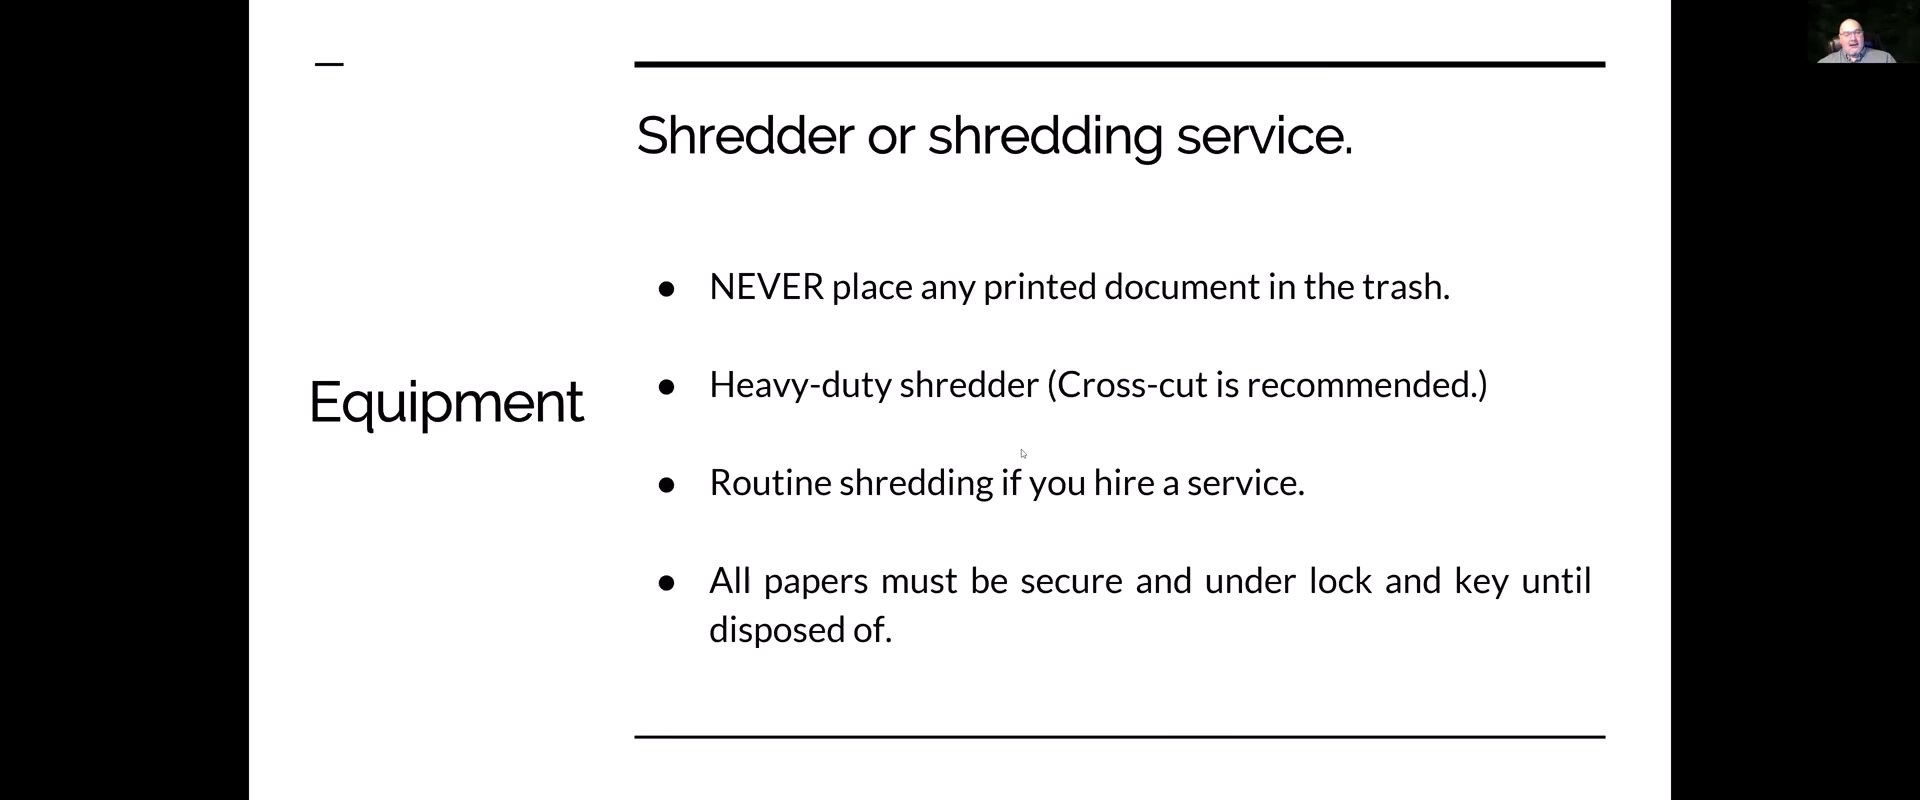 Shredder or shredding service.
Equipment
● NEVER place any printed document in the trash.
● Heavy-duty shredder (Cross-cut is recommended.)
● Routine shredding if you hire a service.
● All papers must be secure and under lock and key until
disposed of.